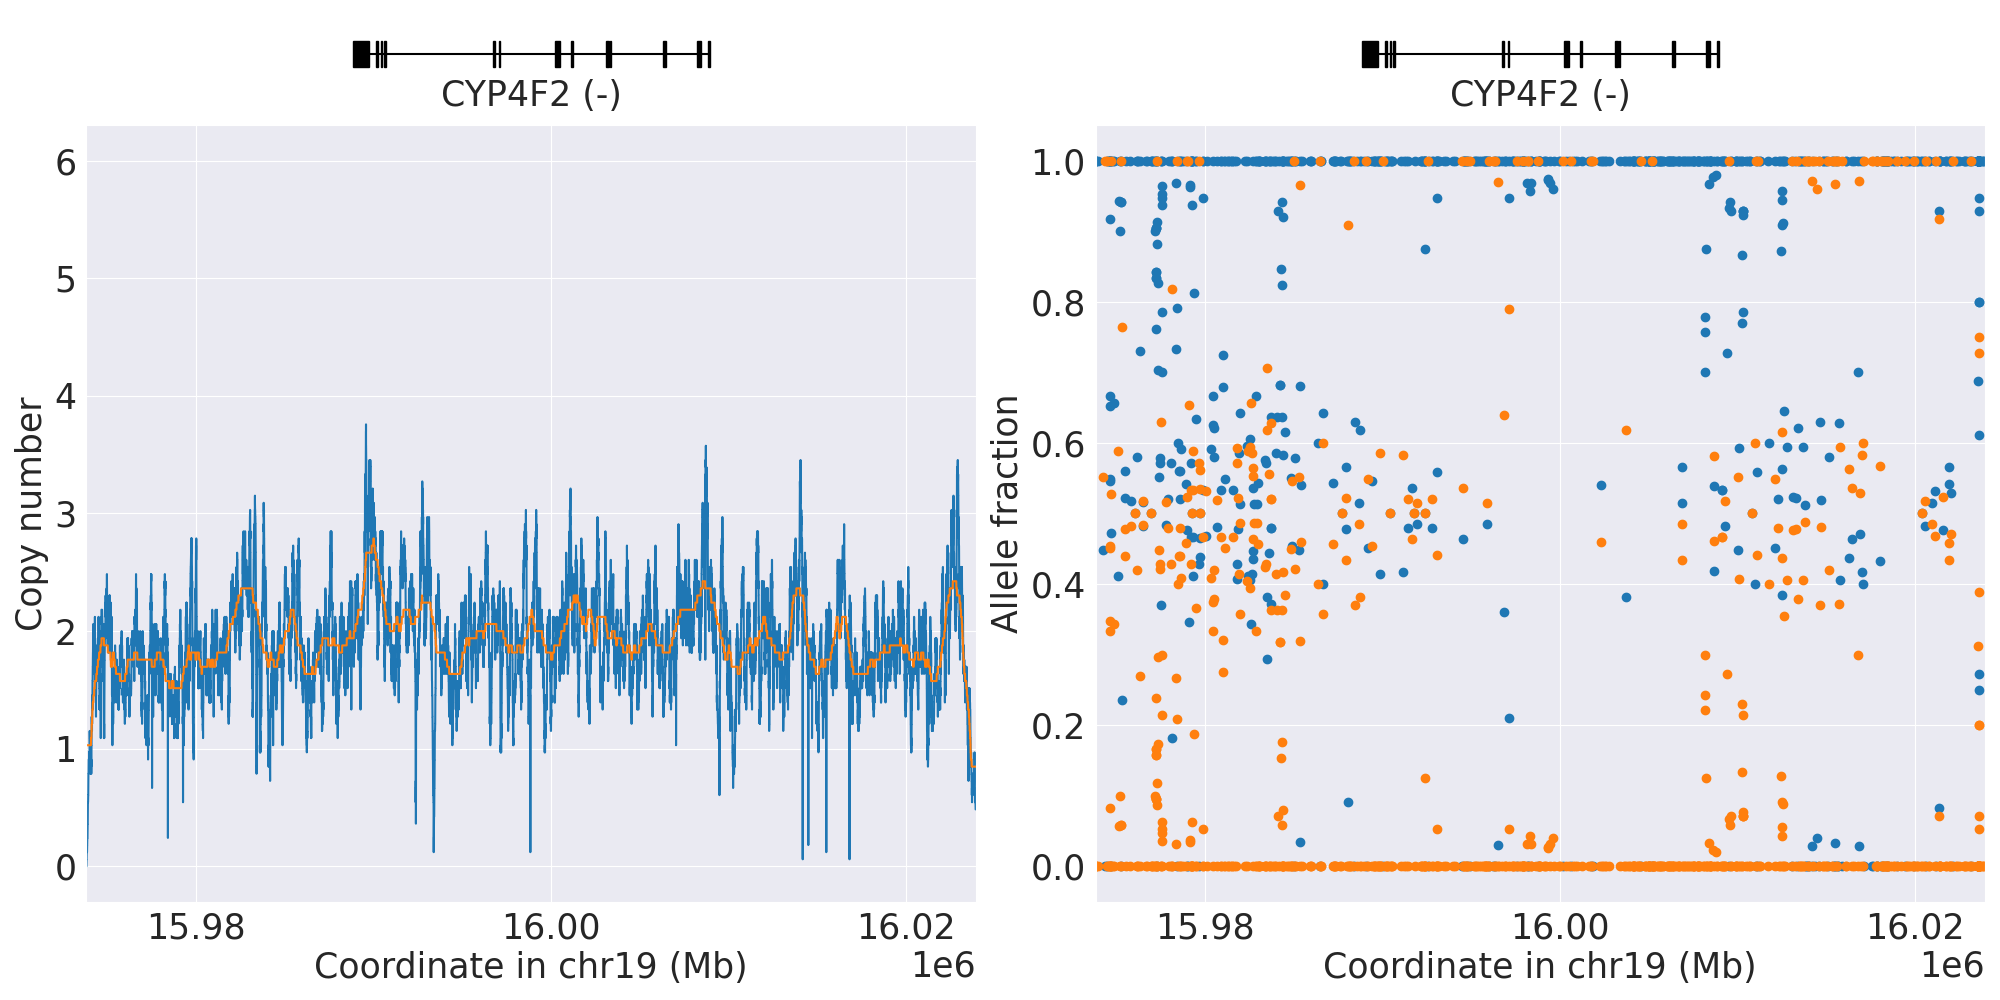 CYP4F2 (-)
6
5
4
3
2
1
0
Copy number
15.98
16.00
16.02
Coordinate in chr19 (Mb)
1e6
CYP4F2 (-)
1.0
0.8
0.6
0.4
0.2
0.0
Allele fraction
15.98
16.00
16.02
Coordinate in chr19 (Mb)
1e6